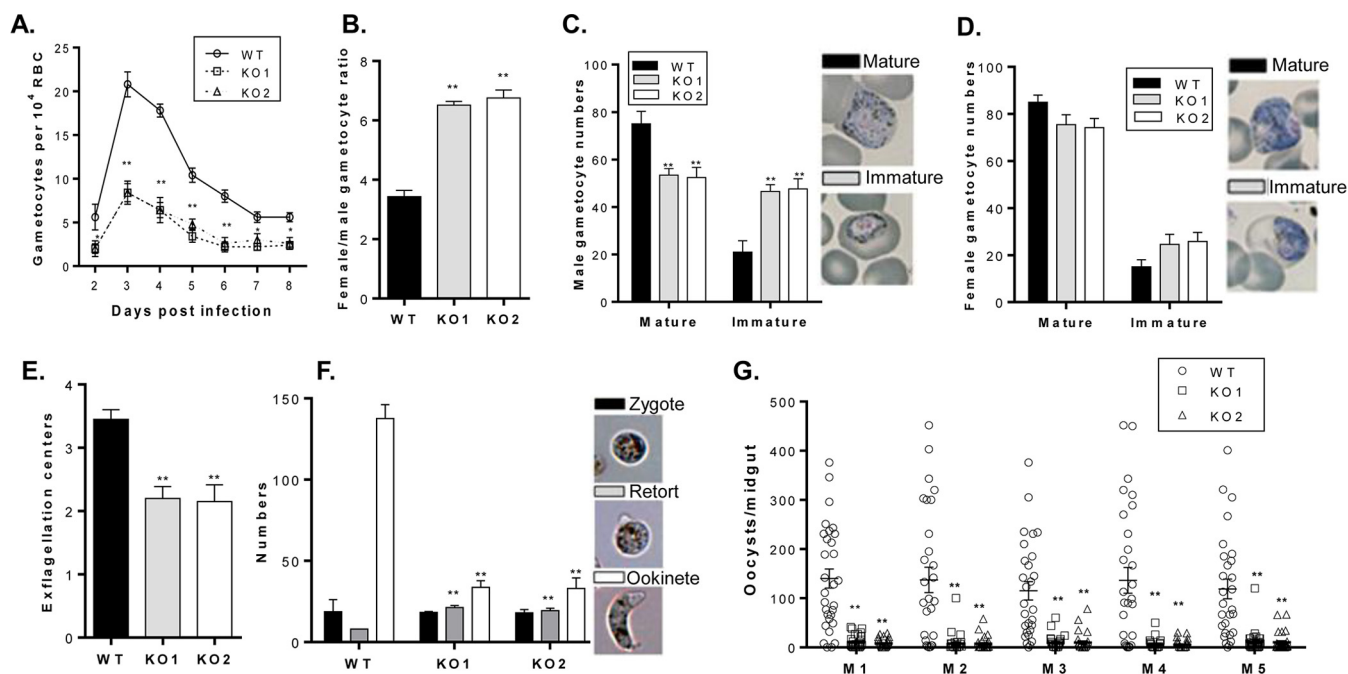 A.
Gametocytes per 10⁴ RBC
25
20
15
10
5
0
2 3 4 5 6 7 8
Days post infection
WT
KO1
KO2
** ** ** ** * * *
B.
Female/male gametocyte ratio
8
6
4
2
0
** **
WT KO1 KO2
C.
Male gametocyte numbers
100
80
60
40
20
0
WT
KO1
KO2
** ** ** **
Mature Immature
Mature
Immature
D.
Female gametocyte numbers
100
80
60
40
20
0
WT
KO1
KO2
Mature Immature
Mature
Immature
E.
Exflagellation centers
4
3
2
1
0
** **
WT KO1 KO2
F.
Numbers
150
100
50
0
** ** ** **
WT KO1 KO2
Zygote
Retort
Ookinete
G.
Oocysts/midgut
500
400
300
200
100
0
WT
KO1
KO2
** ** ** ** ** ** ** ** ** **
M1 M2 M3 M4 M5